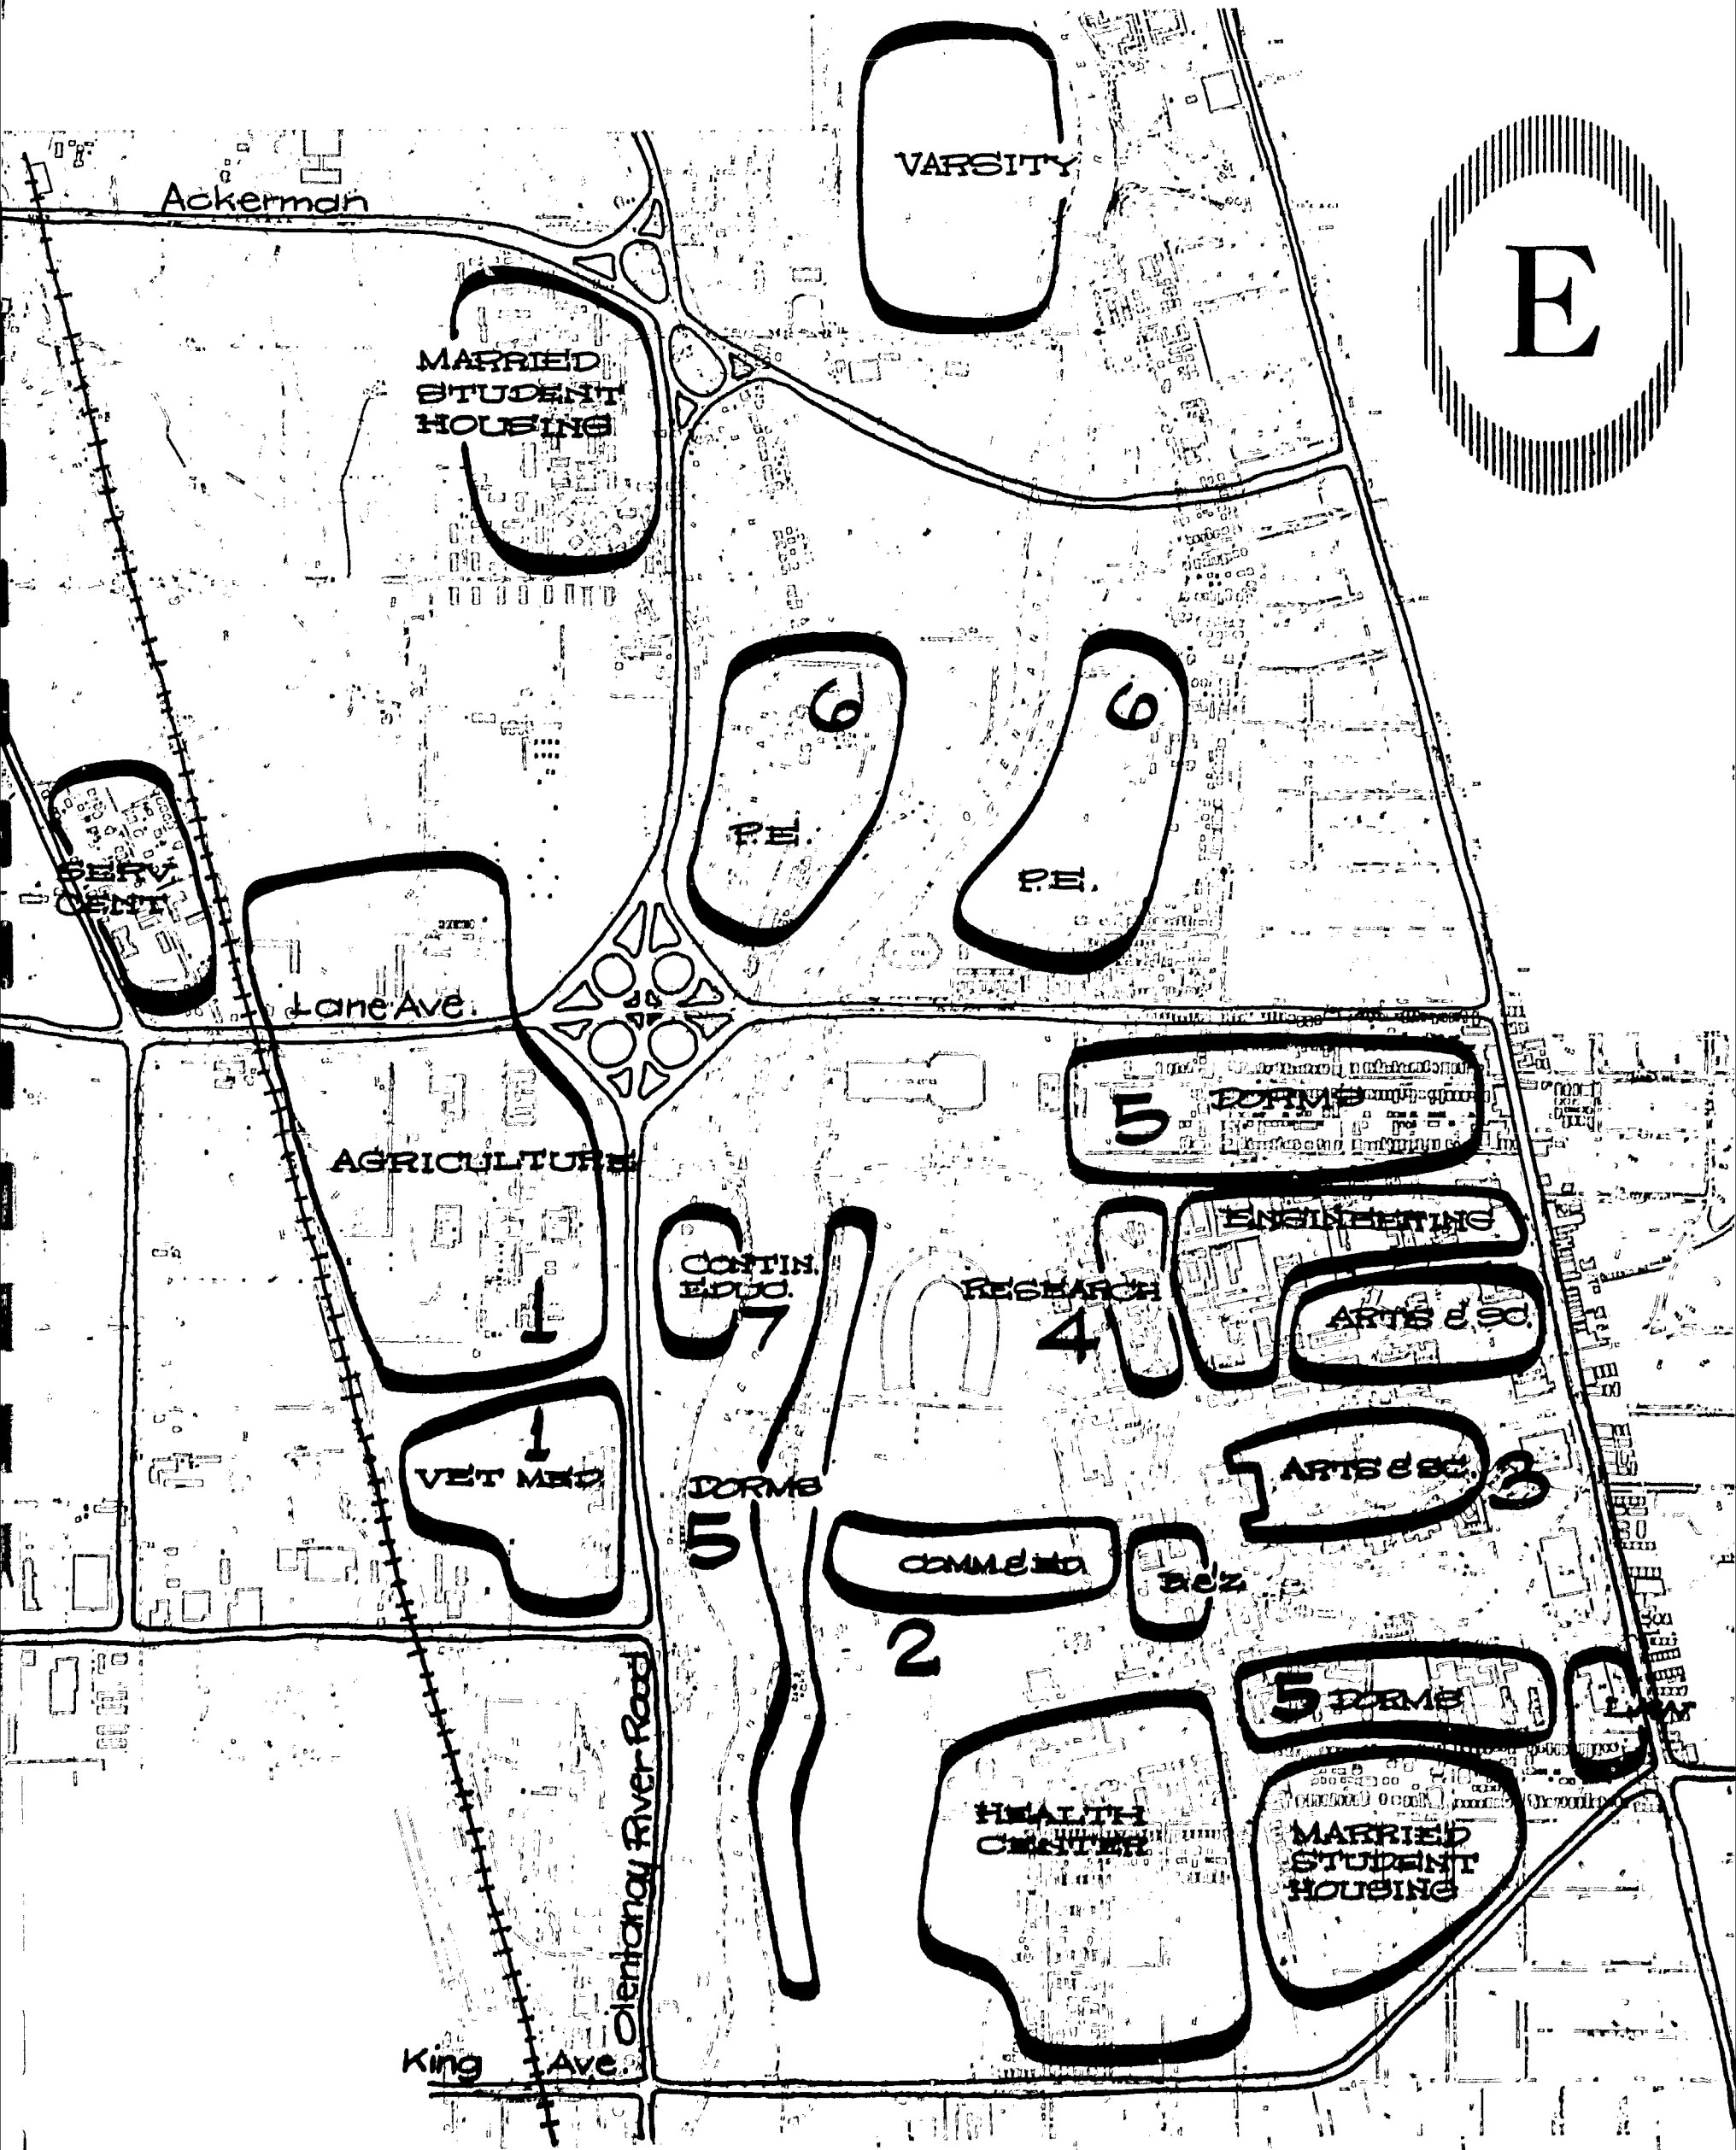 VARSITY
Ackerman
E
MARRIED
STUDENT
HOUSING
6
6
P.E.
P.E.
SERV.
CENT.
Lane Ave.
5 DORMS
AGRICULTURE
ENGINEERING
CONTIN.
EDUC.
7
RESEARCH
4
ARTS & SC.
1
1
VET MED
ARTS & SC.
3
DORMS
5
COMM. & ED.
B & Z
2
5 DORMS
LAW
HEALTH
CENTER
MARRIED
STUDENT
HOUSING
Olentangy River Road
King Ave.